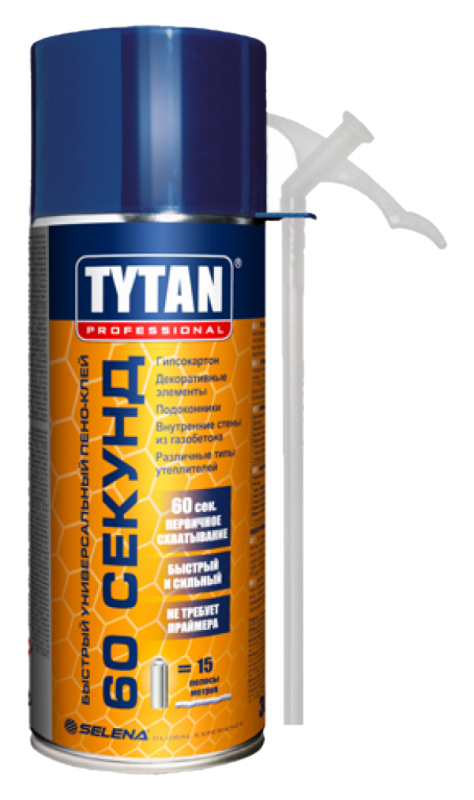 TYTAN®
PROFESSIONAL
БЫСТРЫЙ УНИВЕРСАЛЬНЫЙ ПЕНО-КЛЕЙ
60 СЕКУНД
Гипсокартон
Декоративные
элементы
Подоконники
Внутренние стены
из газобетона
Различные типы
утеплителей
60 сек.
ПЕРВИЧНОЕ
СХВАТЫВАНИЕ
БЫСТРЫЙ
И СИЛЬНЫЙ
НЕ ТРЕБУЕТ
ПРАЙМЕРА
= 15
полосы
метров
SELENA